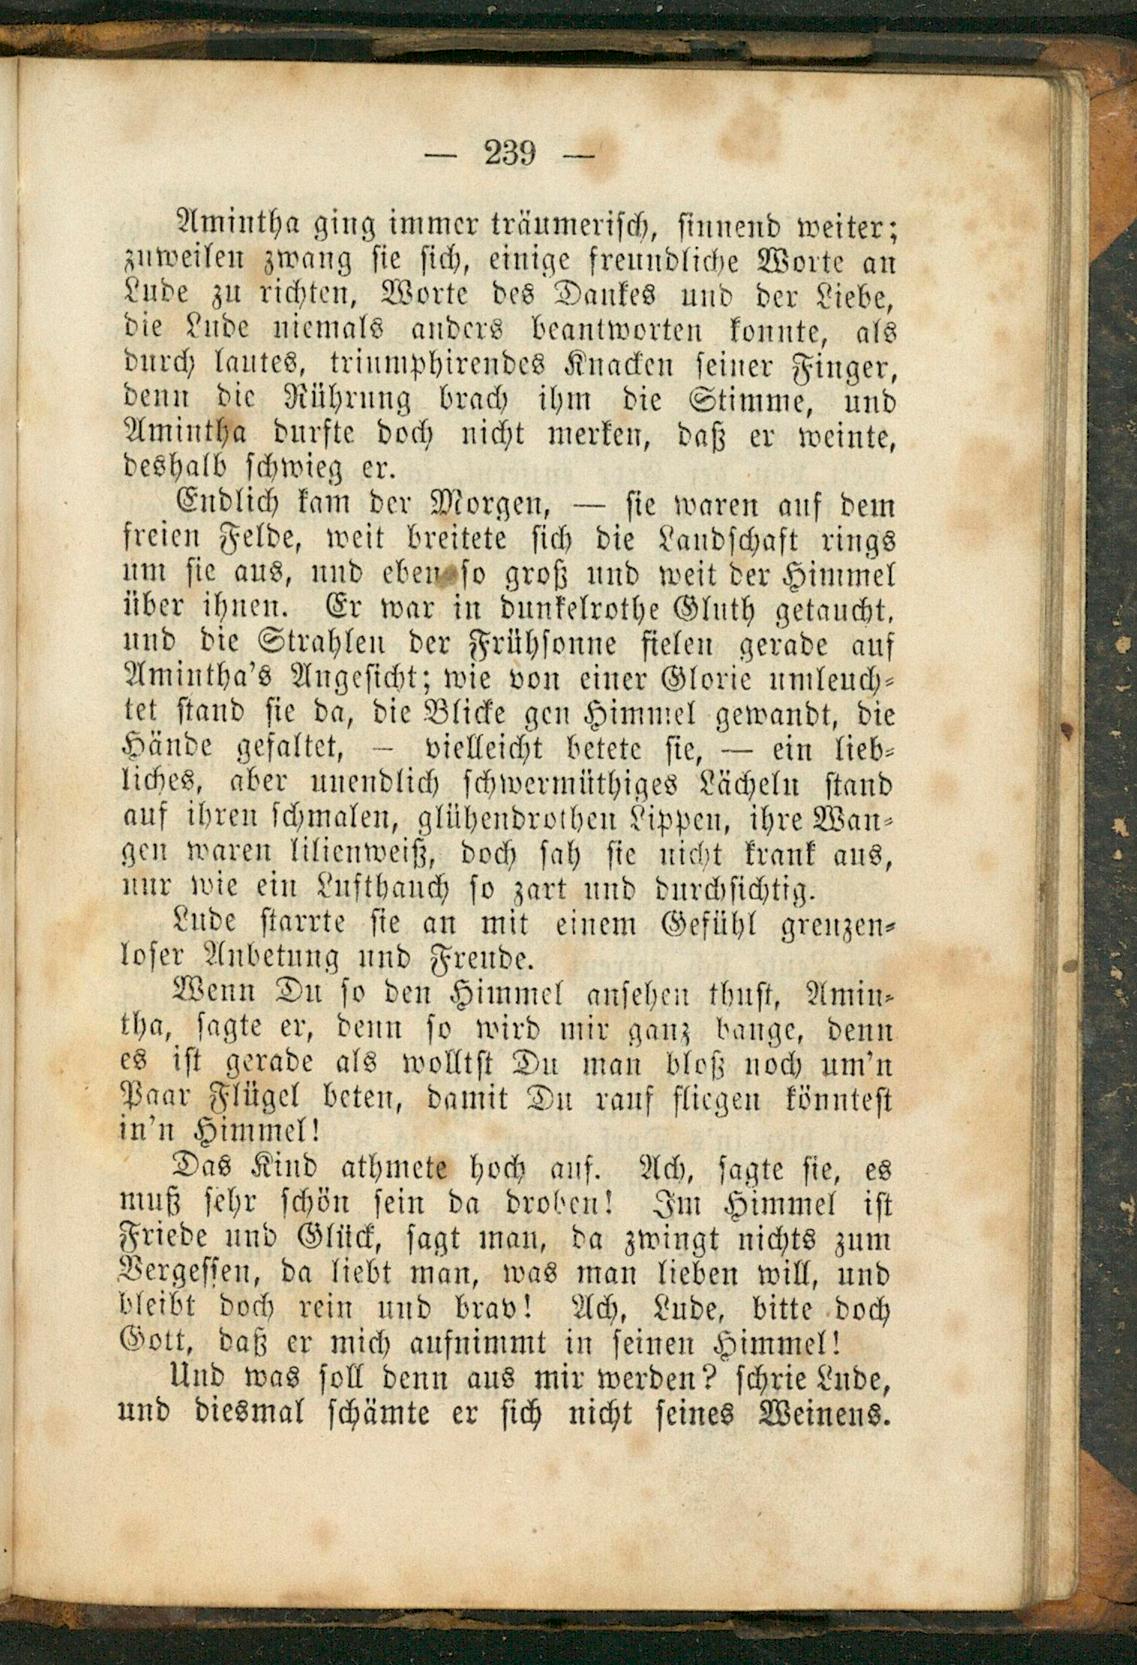 — 239 —
Amintha ging immer träumerisch, sinnend weiter;
zuweilen zwang sie sich, einige freundliche Worte an
Lude zu richten, Worte des Dankes und der Liebe,
die Lude niemals anders beantworten konnte, als
durch lautes, triumphirendes Knacken seiner Finger,
denn die Rührung brach ihm die Stimme, und
Amintha durfte doch nicht merken, daß er weinte,
deshalb schwieg er.
Endlich kam der Morgen, — sie waren auf dem
freien Felde, weit breitete sich die Landschaft rings
um sie aus, und eben so groß und weit der Himmel
über ihnen. Er war in dunkelrothe Gluth getaucht,
und die Strahlen der Frühsonne fielen gerade auf
Amintha's Angesicht; wie von einer Glorie umleuch-
tet stand sie da, die Blicke gen Himmel gewandt, die
Hände gefaltet, — vielleicht betete sie, — ein lieb-
liches, aber unendlich schwermüthiges Lächeln stand
auf ihren schmalen, glühendrothen Lippen, ihre Wan-
gen waren lilienweiß, doch sah sie nicht krank aus,
nur wie ein Lufthauch so zart und durchsichtig.
Lude starrte sie an mit einem Gefühl grenzen-
loser Anbetung und Freude.
Wenn Du so den Himmel ansehen thust, Amin-
tha, sagte er, denn so wird mir ganz bange, denn
es ist gerade als wolltst Du man bloß noch um'n
Paar Flügel beten, damit Du rauf fliegen könntest
in'n Himmel!
Das Kind athmete hoch auf. Ach, sagte sie, es
muß sehr schön sein da droben! Im Himmel ist
Friede und Glück, sagt man, da zwingt nichts zum
Vergessen, da liebt man, was man lieben will, und
bleibt doch rein und brav! Ach, Lude, bitte doch
Gott, daß er mich aufnimmt in seinen Himmel!
Und was soll denn aus mir werden? schrie Lude,
und diesmal schämte er sich nicht seines Weinens.